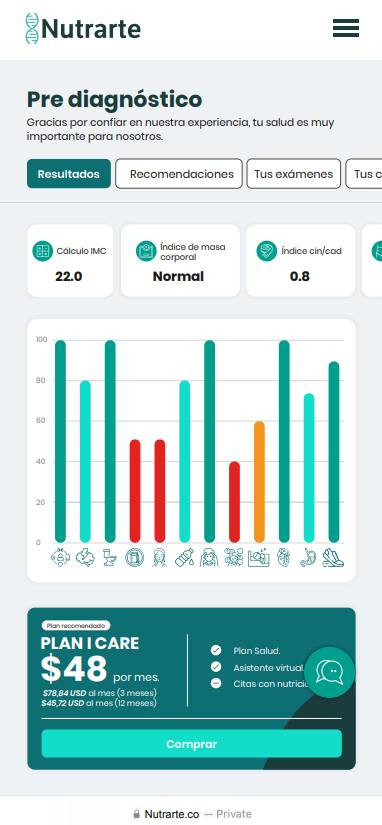 Nutrarte
Pre diagnóstico
Gracias por confiar en nuestra experiencia, tu salud es muy
importante para nosotros.
Resultados
Recomendaciones
Tus exámenes
Tus c
Cálculo IMC
22.0
Índice de masa
corporal
Normal
Índice cin/cad
0.8
100
80
60
40
20
0
Plan recomendado
PLAN I CARE
$48 por mes.
$78,84 USD al mes (3 meses)
$45,72 USD al mes (12 meses)
Plan Salud.
Asistente virtual.
Citas con nutrici
Comprar
Nutrarte.co — Private